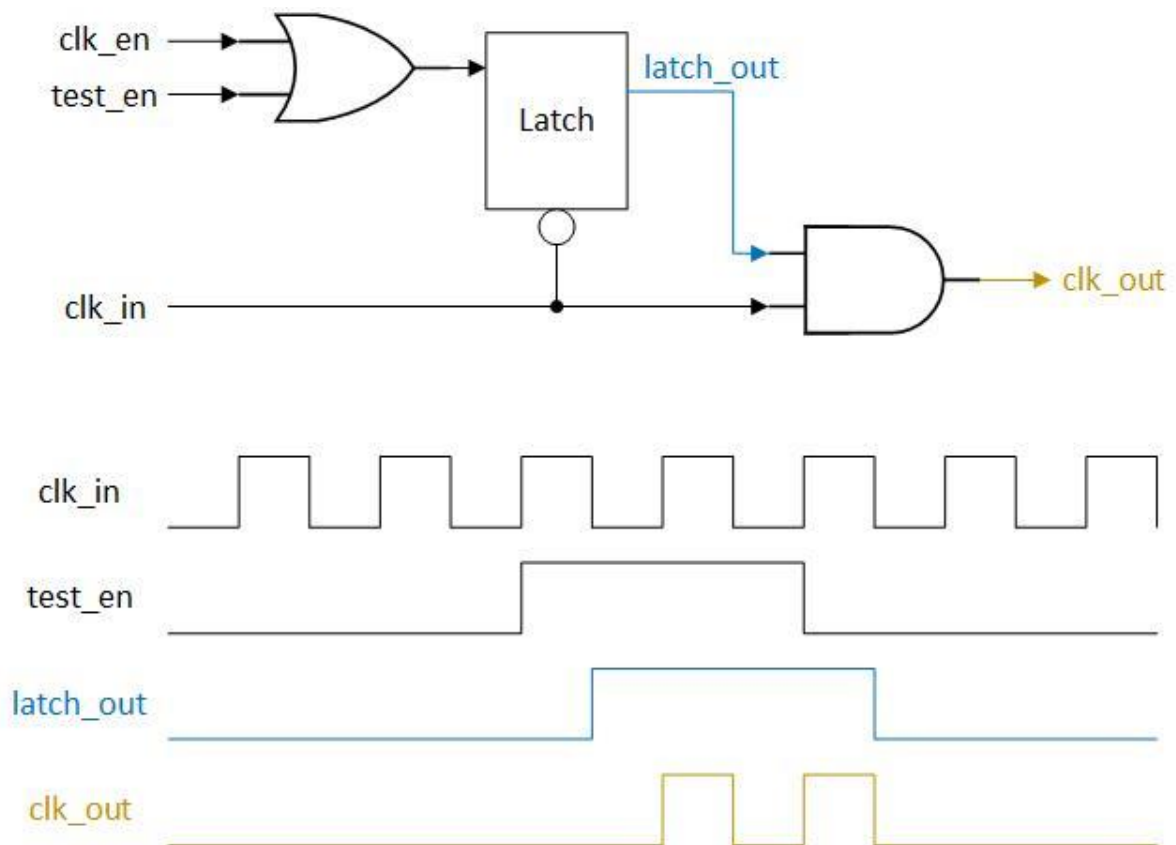 clk_en
test_en
latch_out
Latch
clk_in
clk_out
clk_in
test_en
latch_out
clk_out